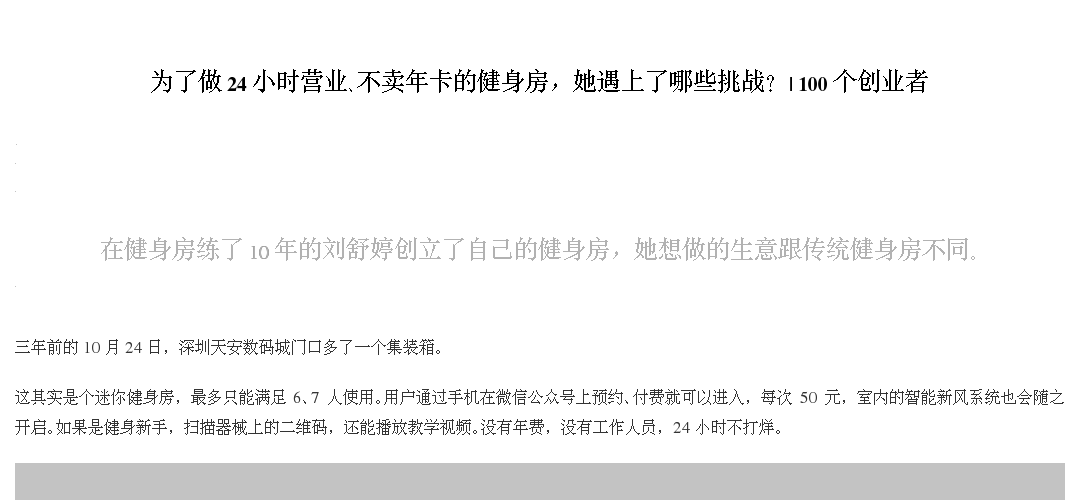 为了做 24 小时营业、不卖年卡的健身房，她遇上了哪些挑战？ | 100 个创业者
在健身房练了 10 年的刘舒婷创立了自己的健身房，她想做的生意跟传统健身房不同。
三年前的 10 月 24 日，深圳天安数码城门口多了一个集装箱。
这其实是个迷你健身房，最多只能满足 6、7 人使用。用户通过手机在微信公众号上预约、付费就可以进入，每次 50 元，室内的智能新风系统也会随之
开启。如果是健身新手，扫描器械上的二维码，还能播放教学视频。没有年费，没有工作人员，24 小时不打烊。